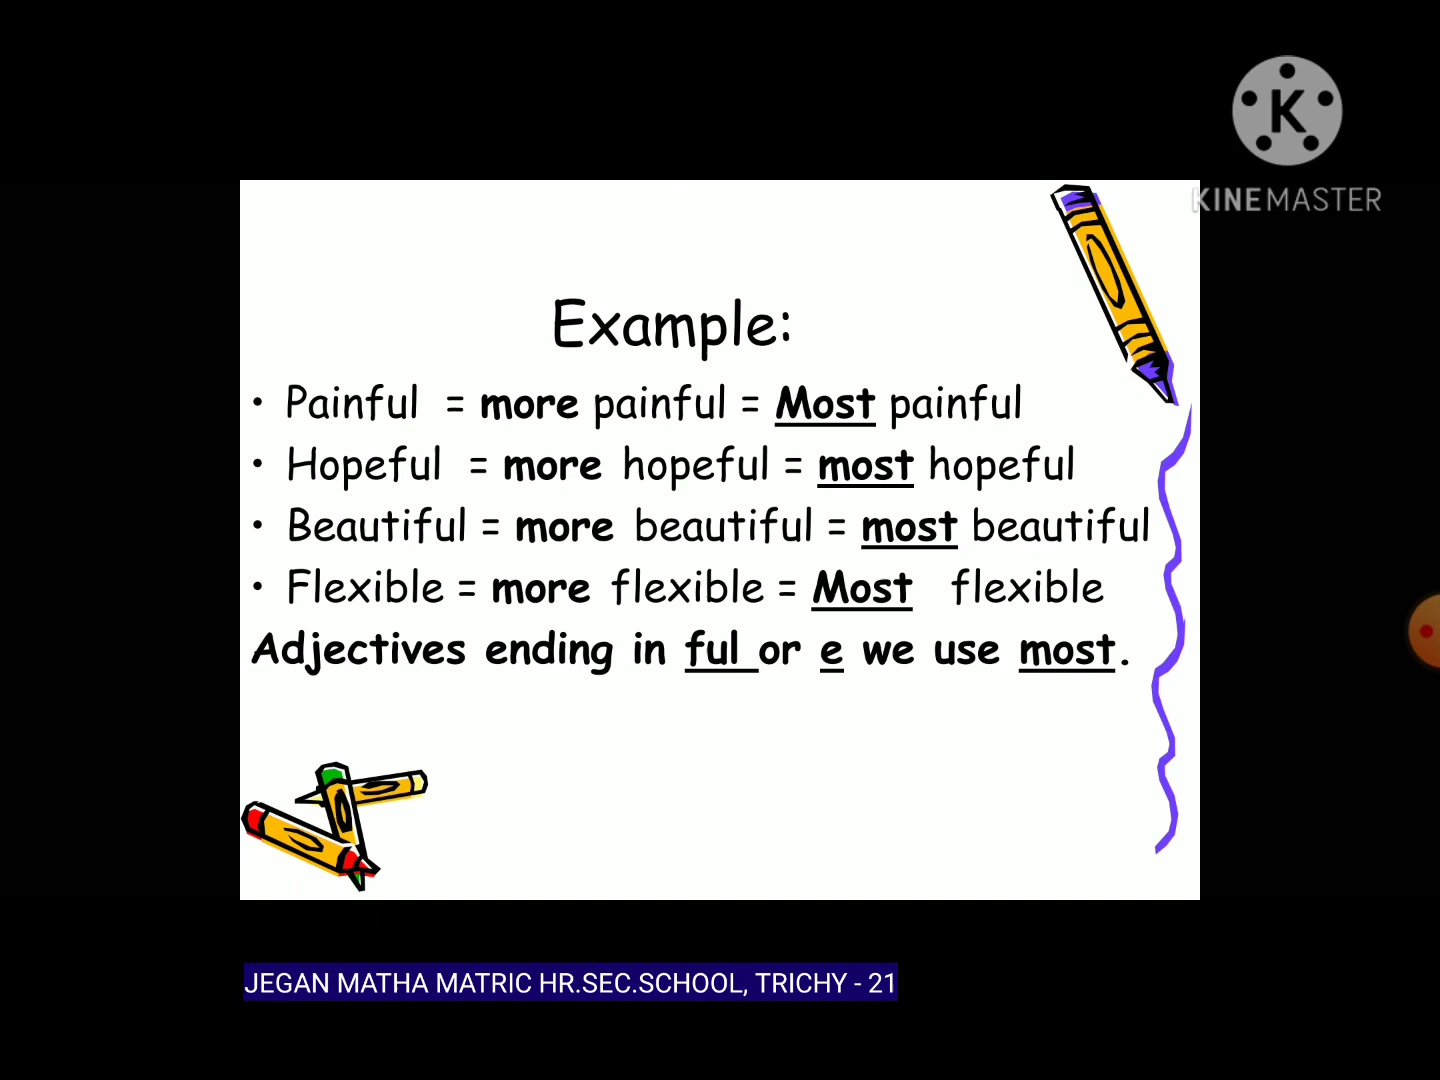 K
KINEMASTER
Example:
• Painful = more painful = Most painful
• Hopeful = more hopeful = most hopeful
• Beautiful = more beautiful = most beautiful
• Flexible = more flexible = Most flexible
Adjectives ending in ful or e we use most.
JEGAN MATHA MATRIC HR.SEC.SCHOOL, TRICHY - 21